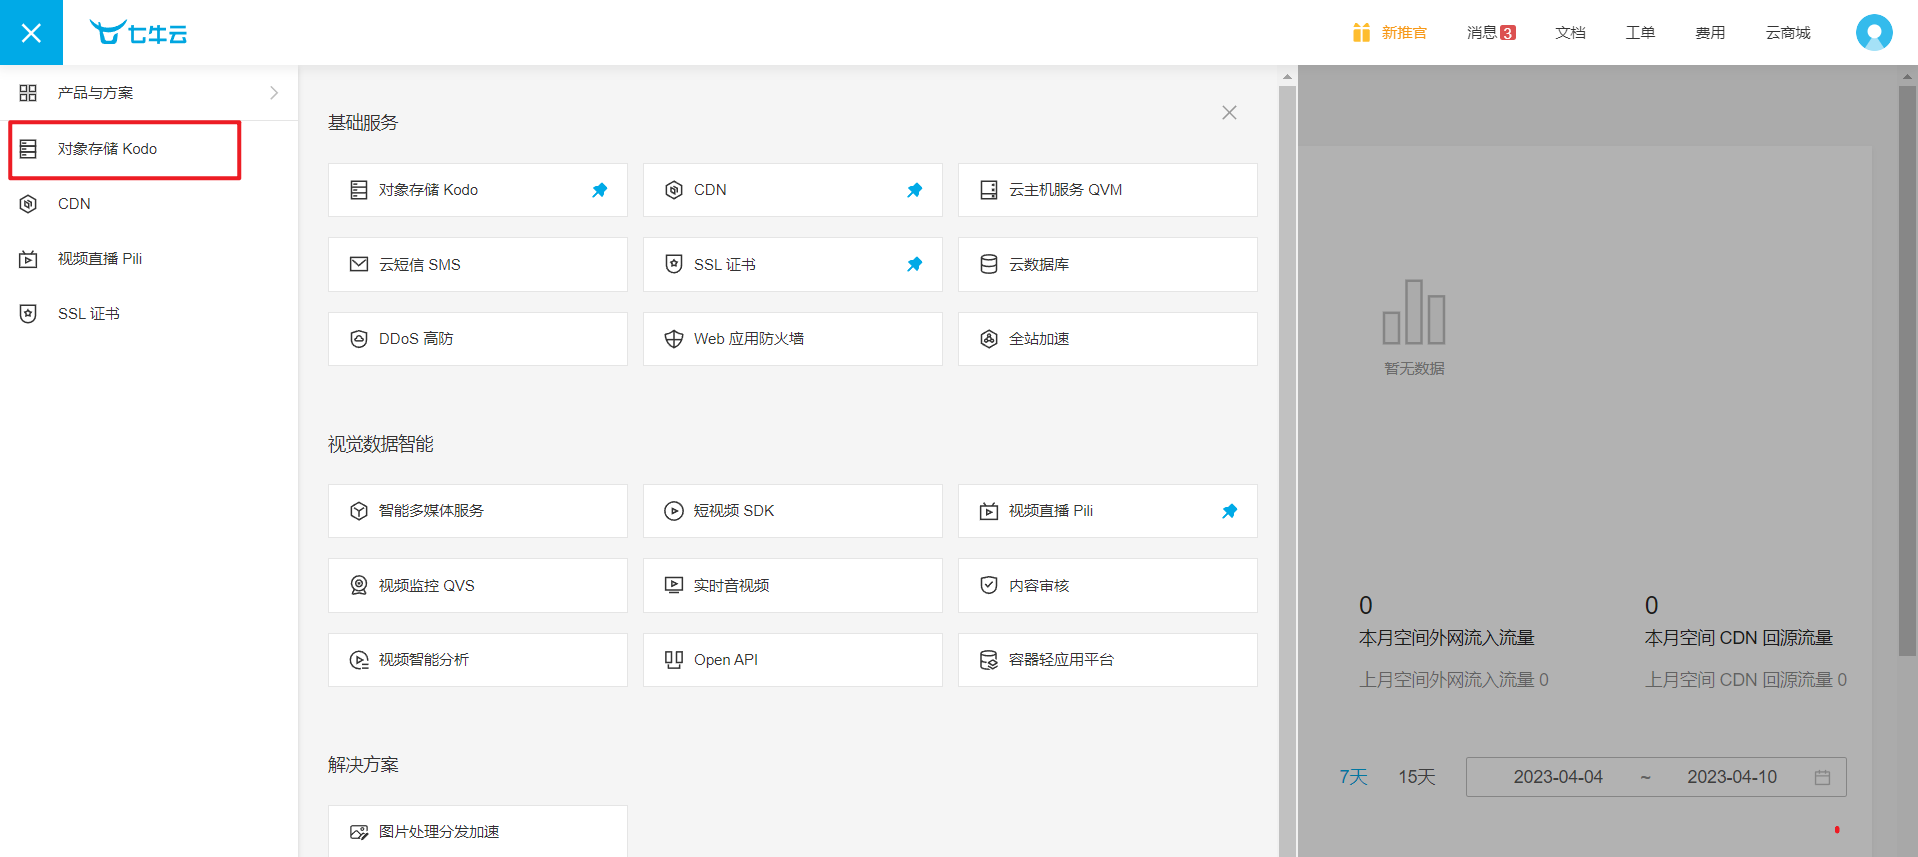 七牛云
新推官
消息 3
文档
工单
费用
云商城
产品与方案
对象存储 Kodo
CDN
视频直播 Pili
SSL 证书
基础服务
对象存储 Kodo
CDN
云主机服务 QVM
云短信 SMS
SSL 证书
云数据库
DDoS 高防
Web 应用防火墙
全站加速
视觉数据智能
智能多媒体服务
短视频 SDK
视频直播 Pili
视频监控 QVS
实时音视频
内容审核
视频智能分析
Open API
容器轻应用平台
解决方案
图片处理分发加速
暂无数据
0
本月空间外网流入流量
上月空间外网流入流量 0
0
本月空间 CDN 回源流量
上月空间 CDN 回源流量 0
7天
15天
2023-04-04 ~ 2023-04-10